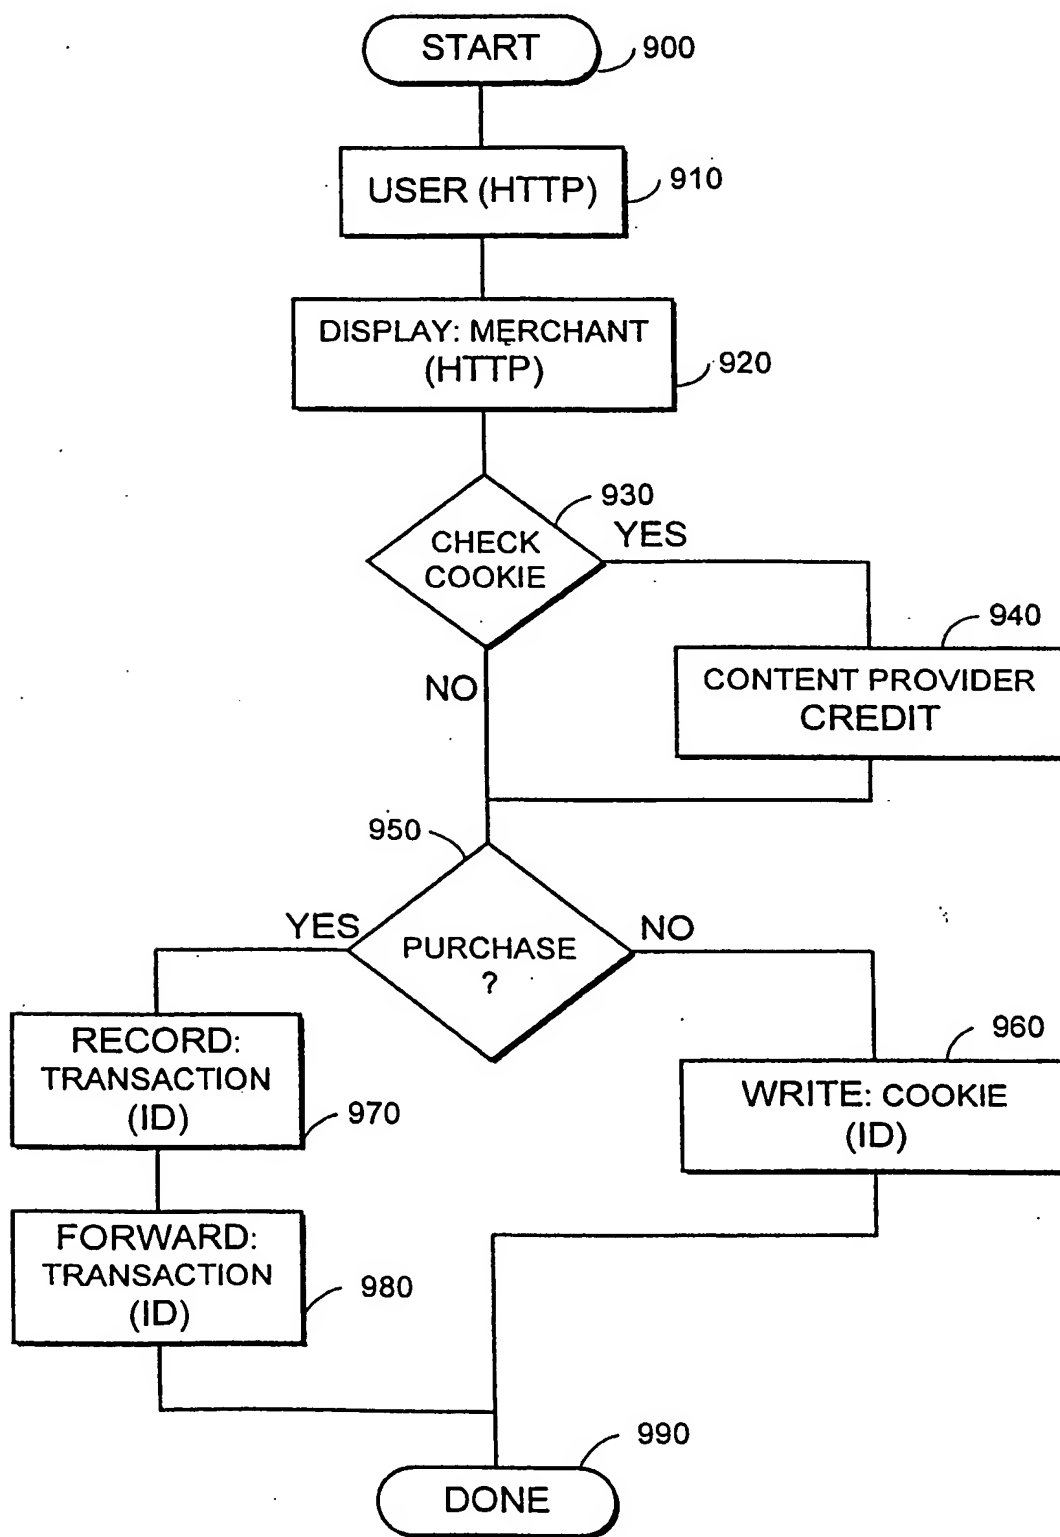 START
900
USER (HTTP)
910
DISPLAY: MERCHANT
(HTTP)
920
930
CHECK
COOKIE
YES
NO
940
CONTENT PROVIDER
CREDIT
950
YES
PURCHASE
?
NO
RECORD:
TRANSACTION
(ID)
970
960
WRITE: COOKIE
(ID)
FORWARD:
TRANSACTION
(ID)
980
990
DONE